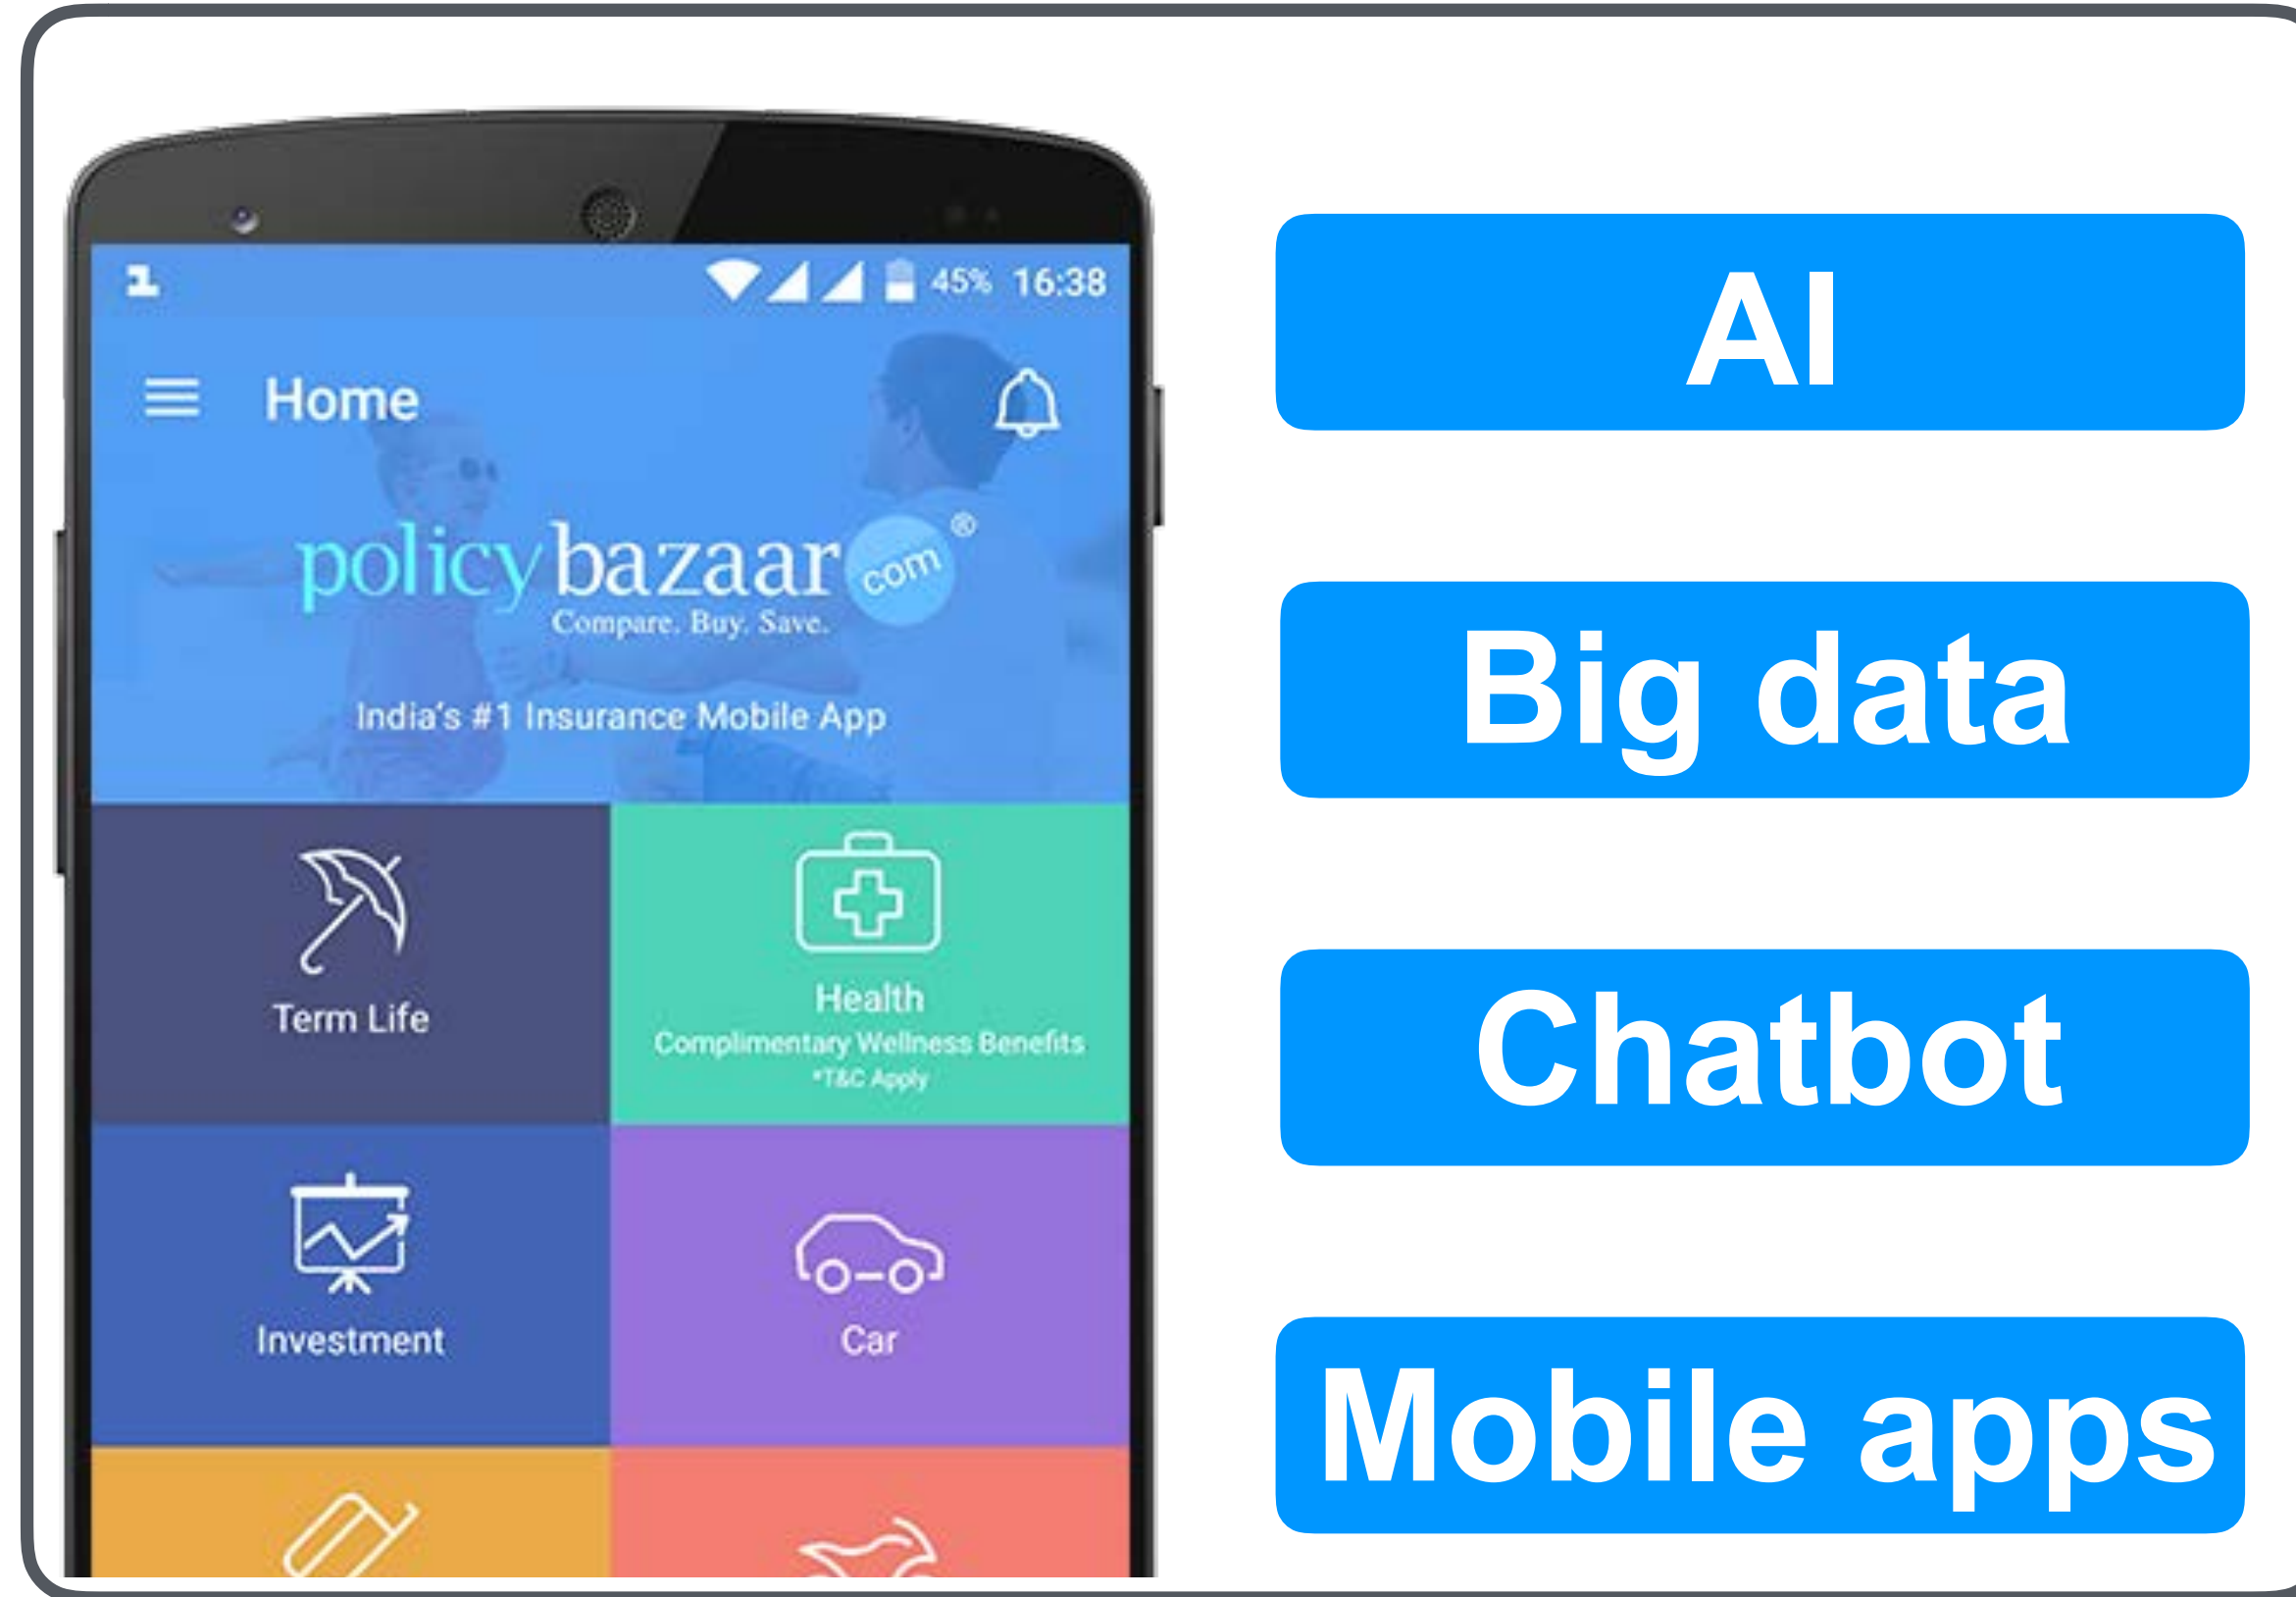 45% 16:38
Home
policybazaar com ®
Compare. Buy. Save.
India's #1 Insurance Mobile App
Term Life
Health
Complimentary Wellness Benefits
*T&C Apply
Investment
Car
AI
Big data
Chatbot
Mobile apps